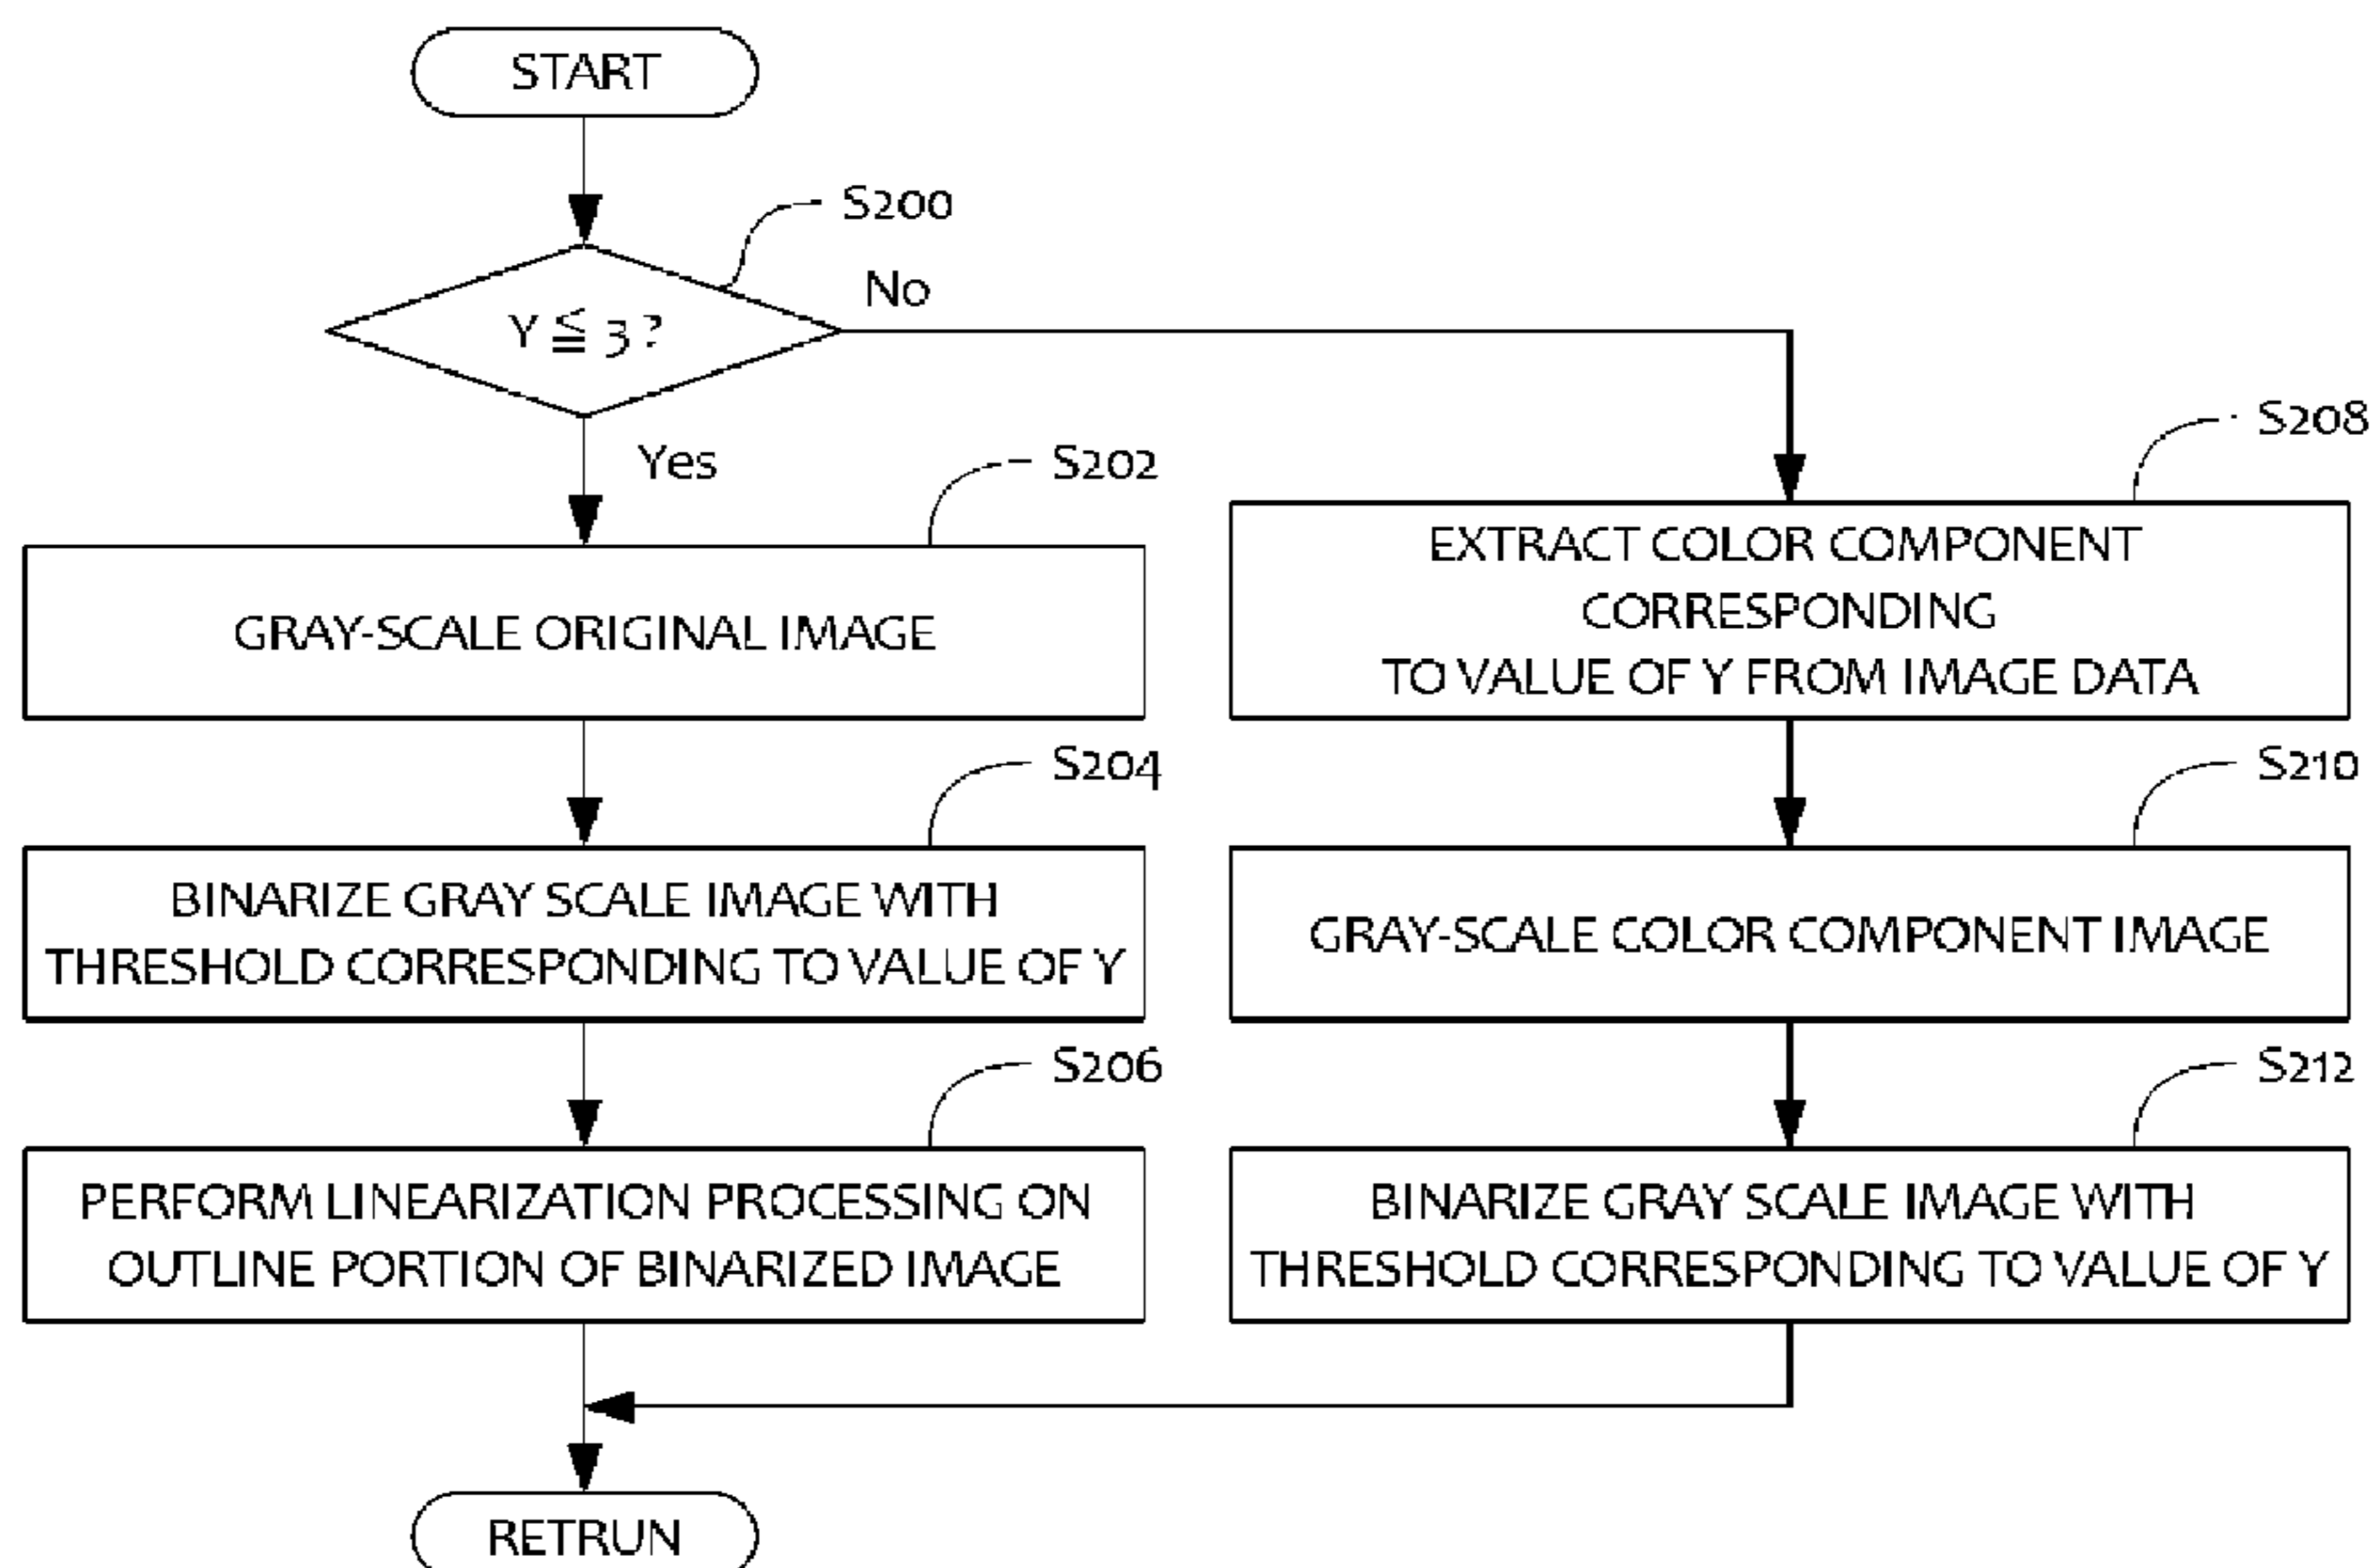 START
S200
Y ≦ 3 ?
No
Yes
S202
GRAY-SCALE ORIGINAL IMAGE
S204
BINARIZE GRAY SCALE IMAGE WITH
THRESHOLD CORRESPONDING TO VALUE OF Y
S206
PERFORM LINEARIZATION PROCESSING ON
OUTLINE PORTION OF BINARIZED IMAGE
S208
EXTRACT COLOR COMPONENT
CORRESPONDING
TO VALUE OF Y FROM IMAGE DATA
S210
GRAY-SCALE COLOR COMPONENT IMAGE
S212
BINARIZE GRAY SCALE IMAGE WITH
THRESHOLD CORRESPONDING TO VALUE OF Y
RETRUN